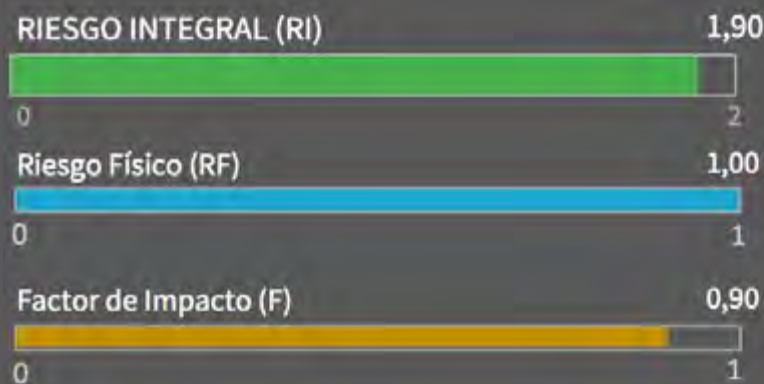 RIESGO INTEGRAL (RI) 1,90
0 2
Riesgo Físico (RF) 1,00
0 1
Factor de Impacto (F) 0,90
0 1